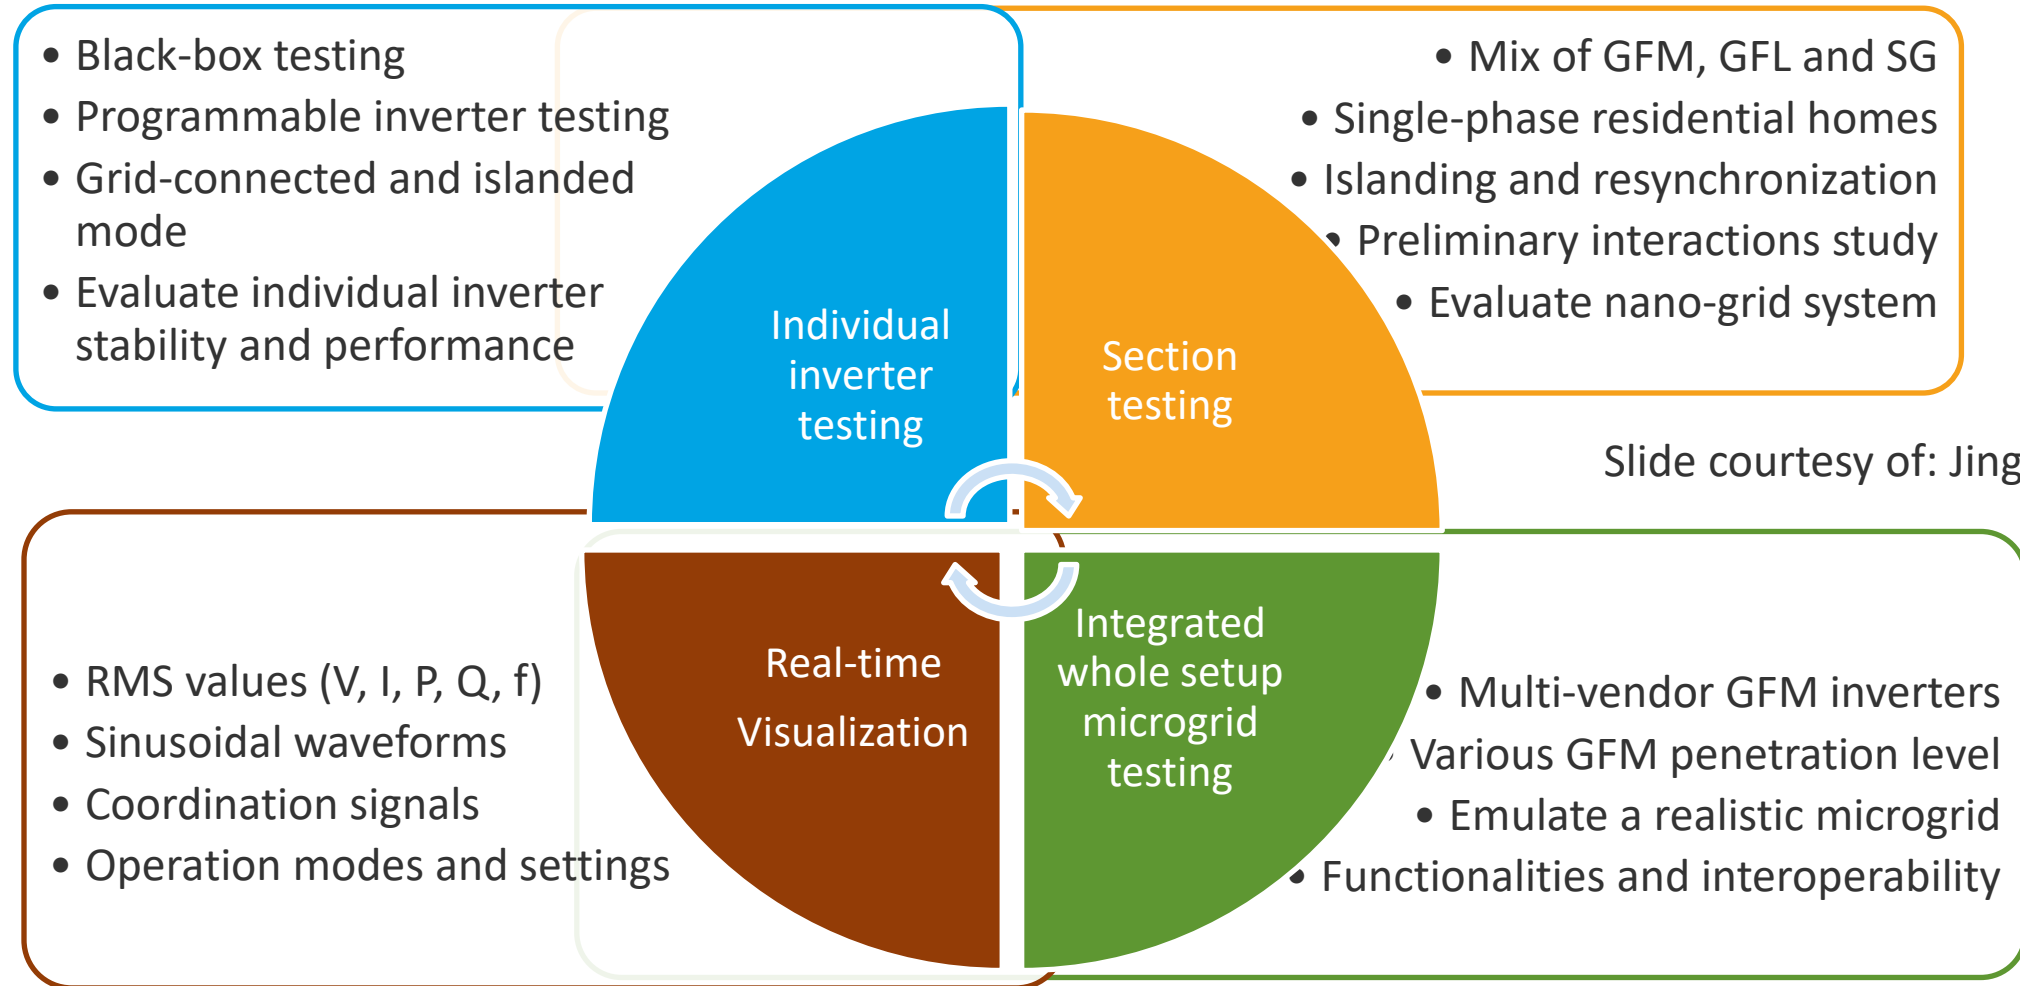 • Black-box testing
• Programmable inverter testing
• Grid-connected and islanded
mode
• Evaluate individual inverter
stability and performance
Individual
inverter
testing
• Mix of GFM, GFL and SG
• Single-phase residential homes
• Islanding and resynchronization
• Preliminary interactions study
• Evaluate nano-grid system
Section
testing
Slide courtesy of: Jing
• RMS values (V, I, P, Q, f)
• Sinusoidal waveforms
• Coordination signals
• Operation modes and settings
Real-time
Visualization
Integrated
whole setup
microgrid
testing
• Multi-vendor GFM inverters
• Various GFM penetration level
• Emulate a realistic microgrid
• Functionalities and interoperability